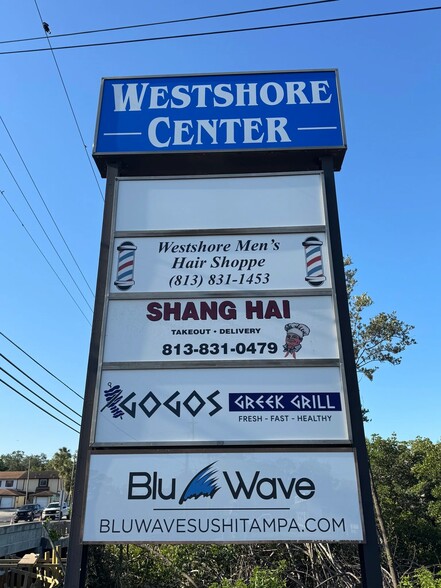 WESTSHORE
CENTER
Westshore Men's
Hair Shoppe
(813) 831-1453
SHANG HAI
TAKEOUT • DELIVERY
813-831-0479
GOGOS GREEK GRILL
FRESH - FAST - HEALTHY
Blu Wave
BLUWAVESUSHITAMPA.COM